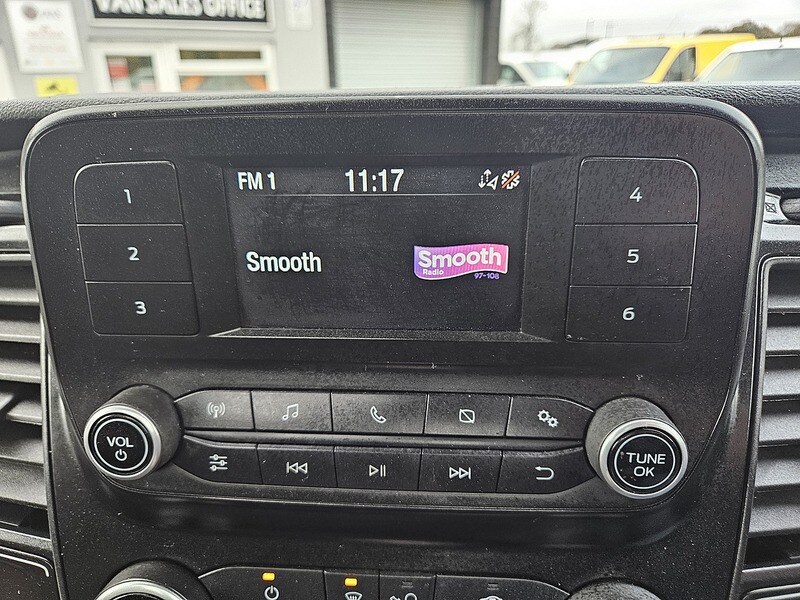 VAN SALES OFFICE
FM 1 11:17
1
4
Smooth
Smooth
Radio
97-108
2
5
3
6
VOL
TUNE
OK